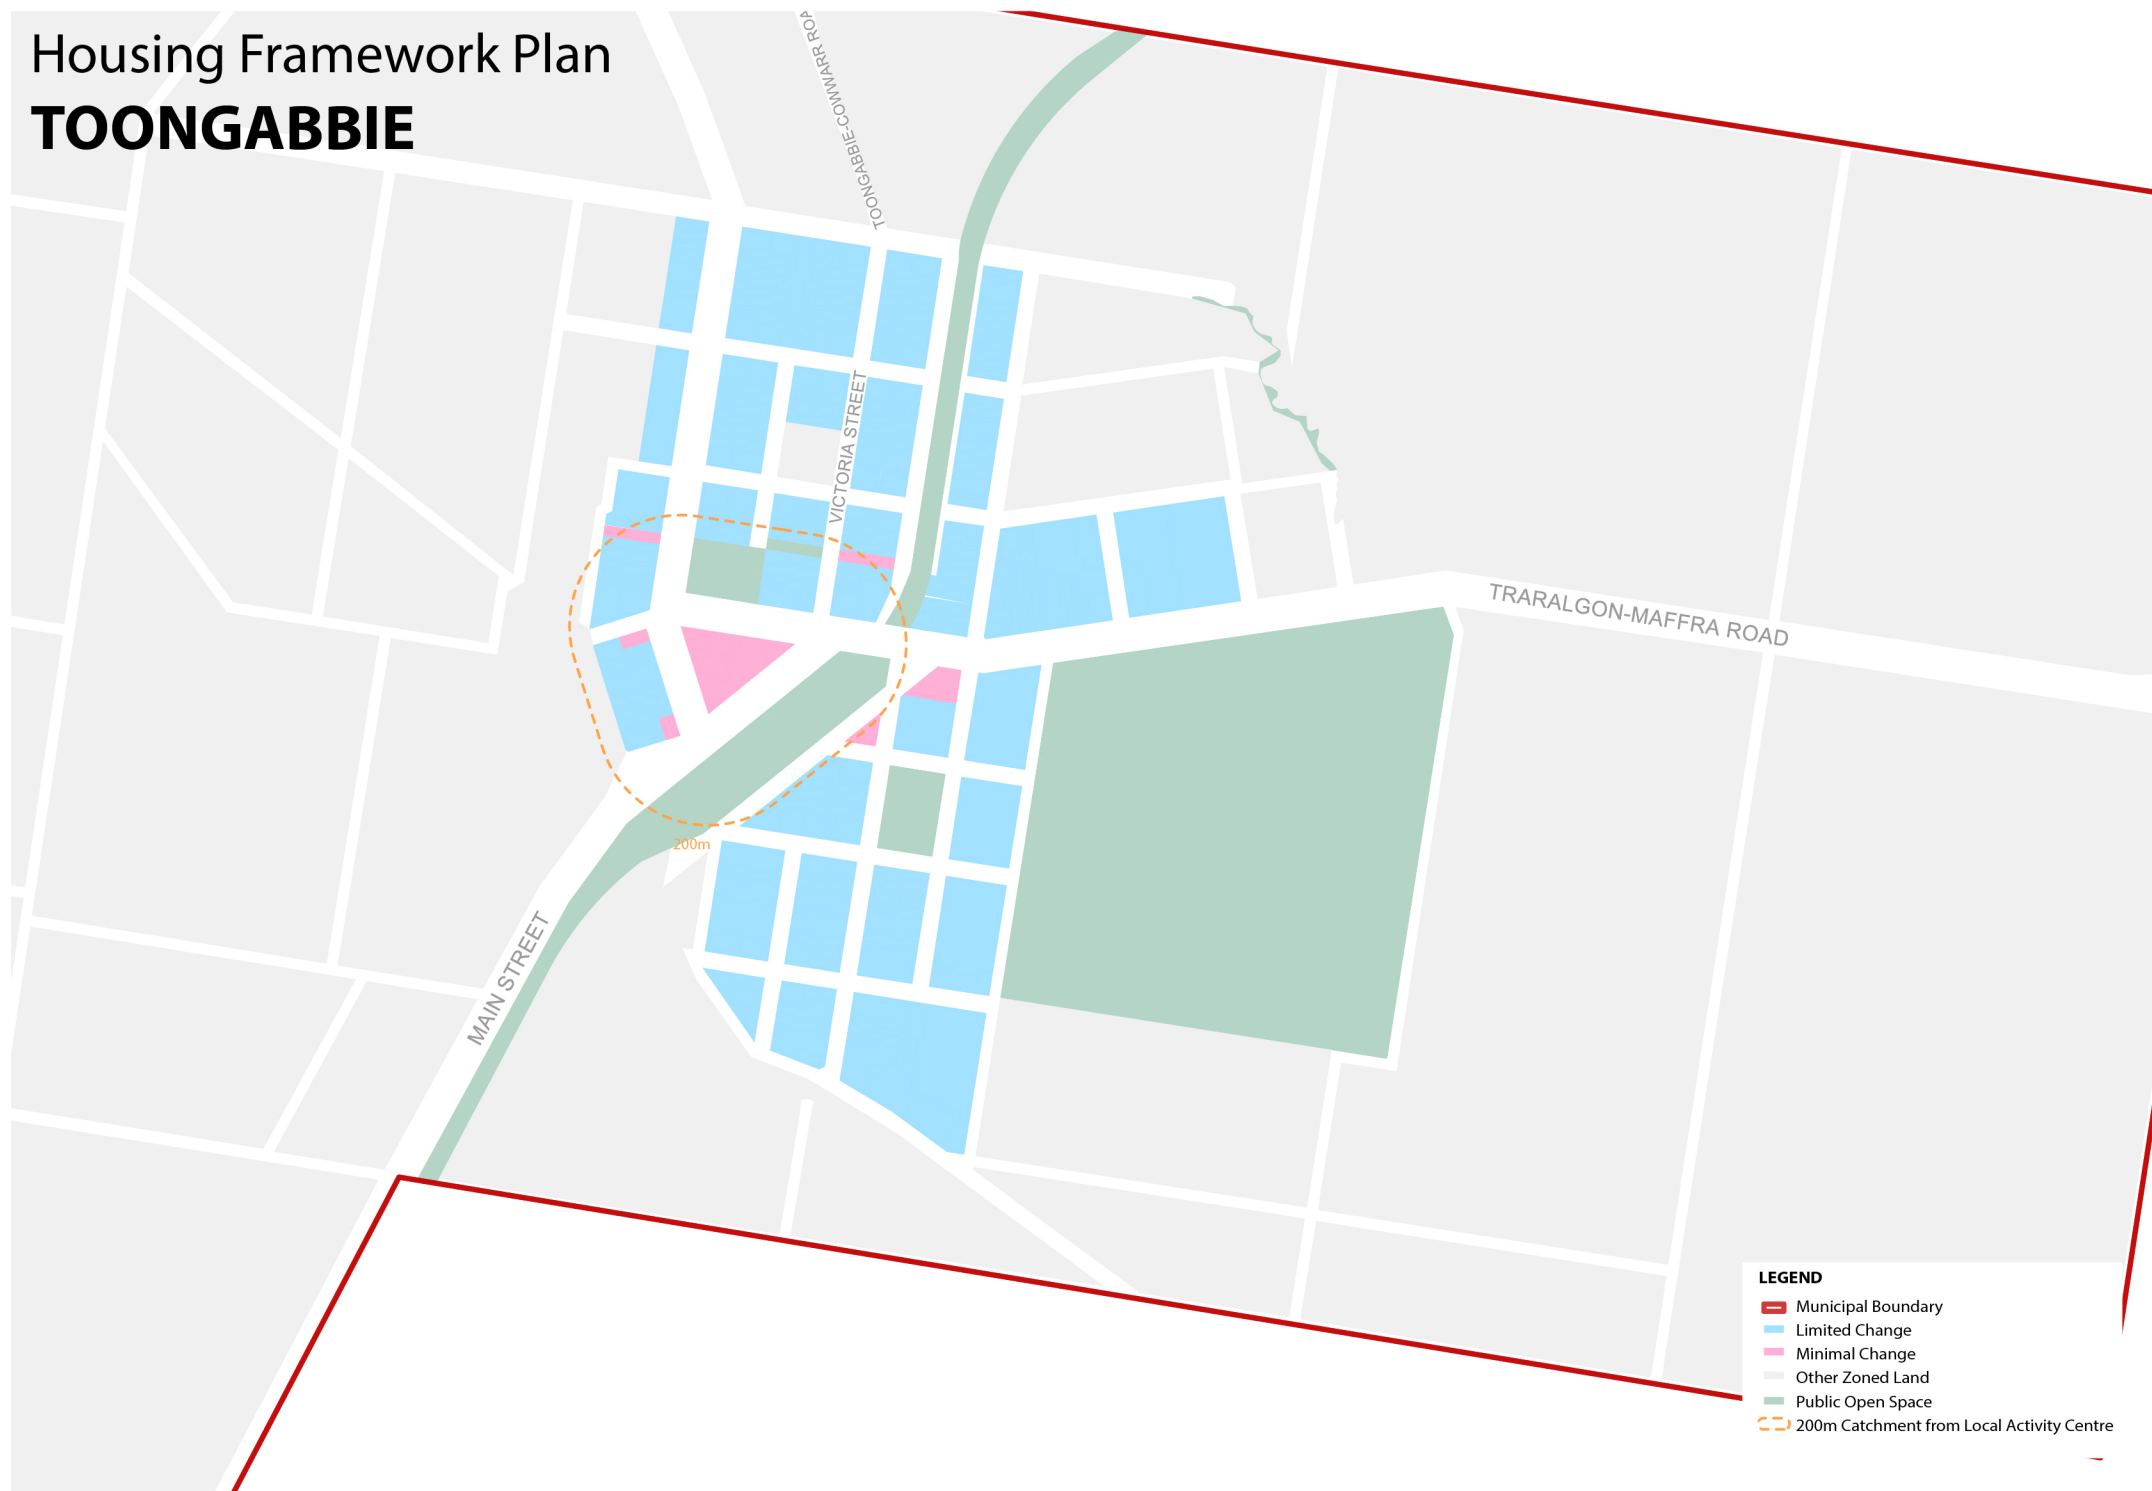 Housing Framework Plan
TOONGABBIE
TOONGABBIE-COWWARR ROA
VICTORIA STREET
TRARALGON-MAFFRA ROAD
200m
MAIN STREET
LEGEND
Municipal Boundary
Limited Change
Minimal Change
Other Zoned Land
Public Open Space
200m Catchment from Local Activity Centre